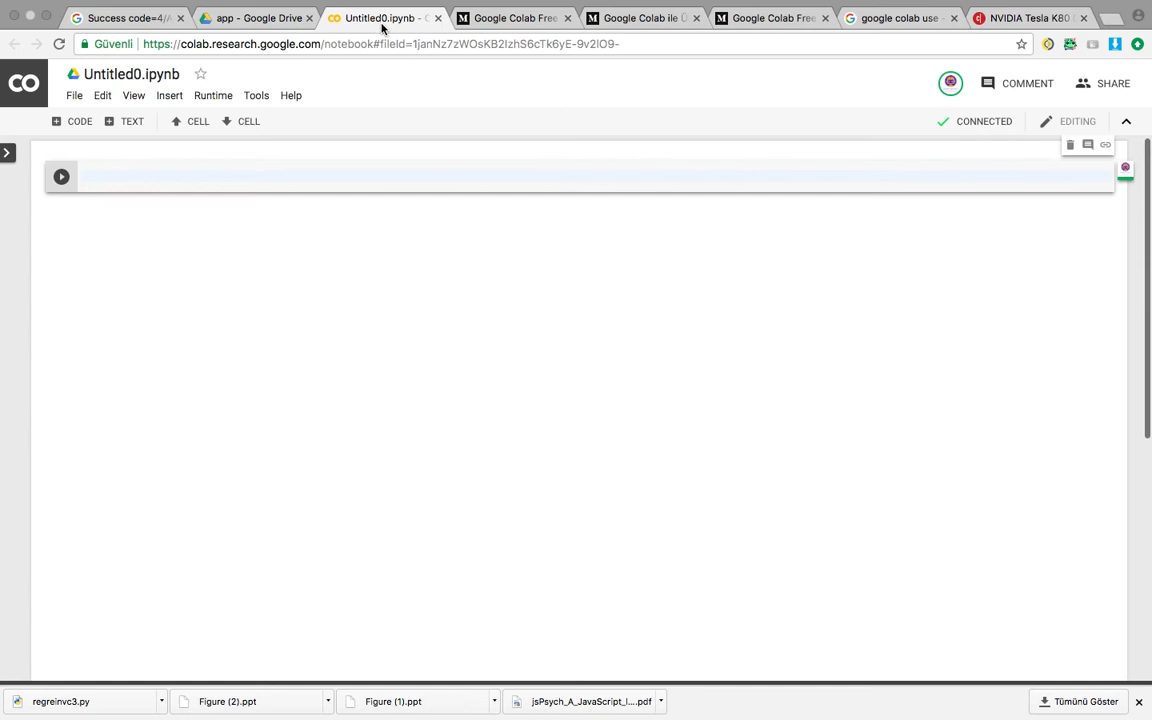 Success code=4/A
app - Google Drive
Untitled0.ipynb - C
Google Colab Free
Google Colab ile Ü
Google Colab Free
google colab use -
NVIDIA Tesla K80
Güvenli
https://colab.research.google.com/notebook#fileId=1janNz7zWOsKB2IzhS6cTk6yE-9v2lO9-
CO Untitled0.ipynb
COMMENT SHARE
File Edit View Insert Runtime Tools Help
CODE TEXT CELL CELL CONNECTED EDITING
regreinvc3.py
Figure (2).ppt
Figure (1).ppt
jsPsych_A_JavaScript_l....pdf
Tümünü Göster